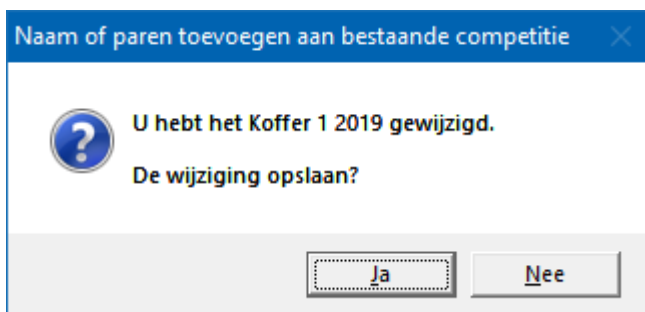 Naam of paren toevoegen aan bestaande competitie
U hebt het Koffer 1 2019 gewijzigd.
De wijziging opslaan?
Ja
Nee